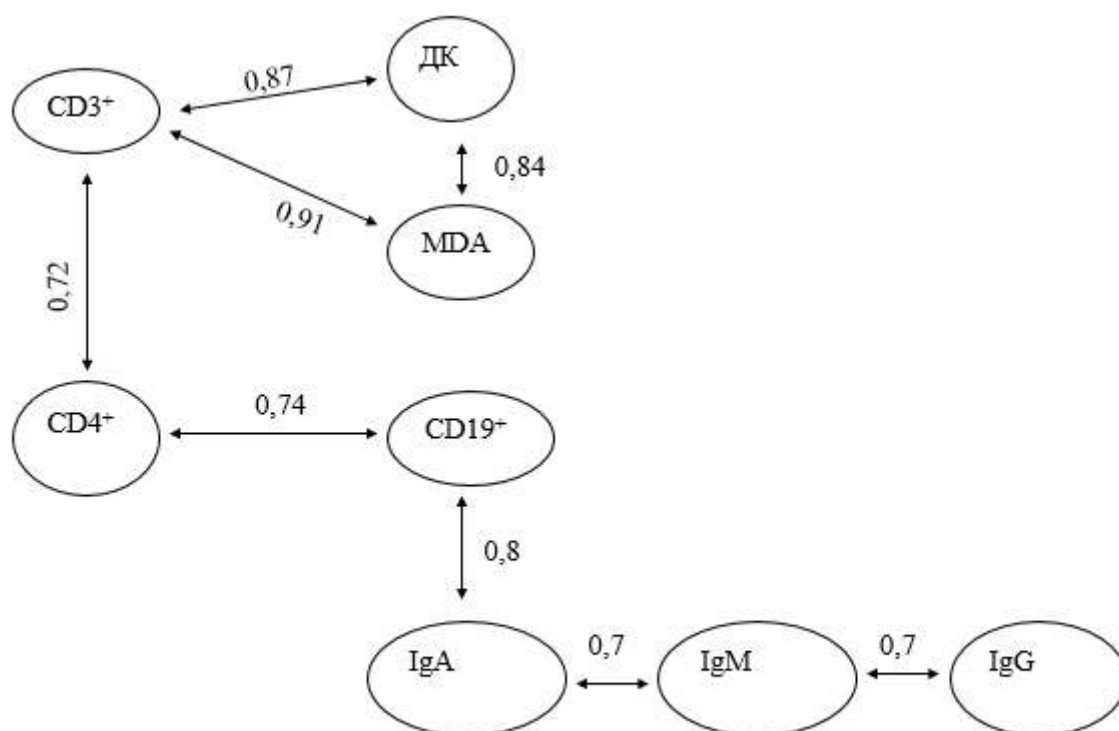 ДК
0,87
CD3⁺
0,84
0,91
MDA
0,72
0,74
CD4⁺
CD19⁺
0,8
0,7
0,7
IgA
IgM
IgG